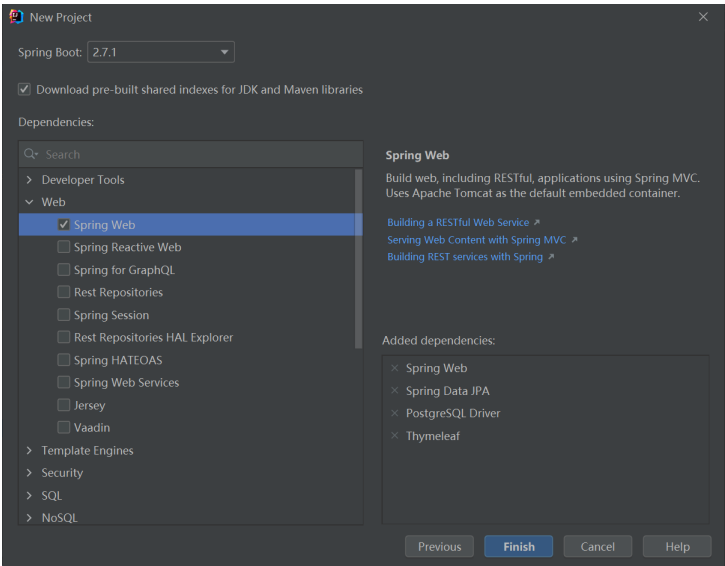 New Project
Spring Boot: 2.7.1
Download pre-built shared indexes for JDK and Maven libraries
Dependencies:
Search
Developer Tools
Web
Spring Web
Spring Reactive Web
Spring for GraphQL
Rest Repositories
Spring Session
Rest Repositories HAL Explorer
Spring HATEOAS
Spring Web Services
Jersey
Vaadin
Template Engines
Security
SQL
NoSQL
Spring Web
Build web, including RESTful, applications using Spring MVC.
Uses Apache Tomcat as the default embedded container.
Building a RESTful Web Service
Serving Web Content with Spring MVC
Building REST services with Spring
Added dependencies:
Spring Web
Spring Data JPA
PostgreSQL Driver
Thymeleaf
Previous Finish Cancel Help